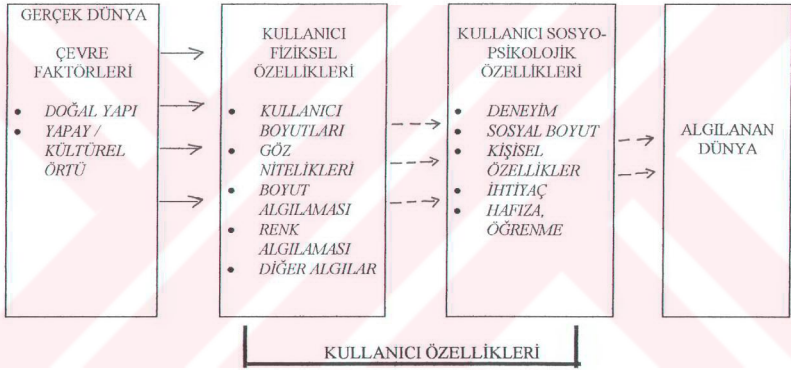 GERÇEK DÜNYA
ÇEVRE
FAKTÖRLERİ
• DOĞAL YAPI
• YAPAY /
KÜLTÜREL
ÖRTÜ
KULLANICI
FİZİKSEL
ÖZELLİKLERİ
• KULLANICI
BOYUTLARI
• GÖZ
NİTELİKLERİ
• BOYUT
ALGILAMASI
• RENK
ALGILAMASI
• DİĞER ALGILAR
KULLANICI SOSYO-
PSİKOLOJİK
ÖZELLİKLERİ
• DENEYİM
• SOSYAL BOYUT
• KİŞİSEL
ÖZELLİKLER
• İHTİYAÇ
• HAFIZA,
ÖĞRENME
ALGILANAN
DÜNYA
KULLANICI ÖZELLİKLERİ